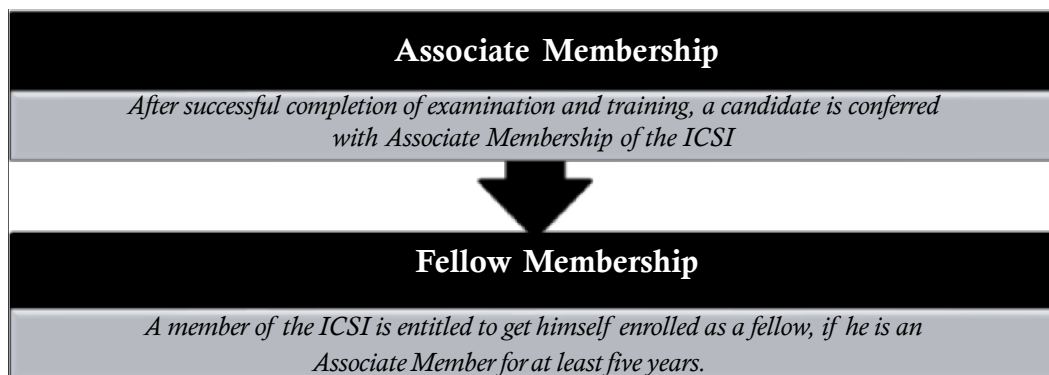 Associate Membership
After successful completion of examination and training, a candidate is conferred
with Associate Membership of the ICSI
Fellow Membership
A member of the ICSI is entitled to get himself enrolled as a fellow, if he is an
Associate Member for at least five years.